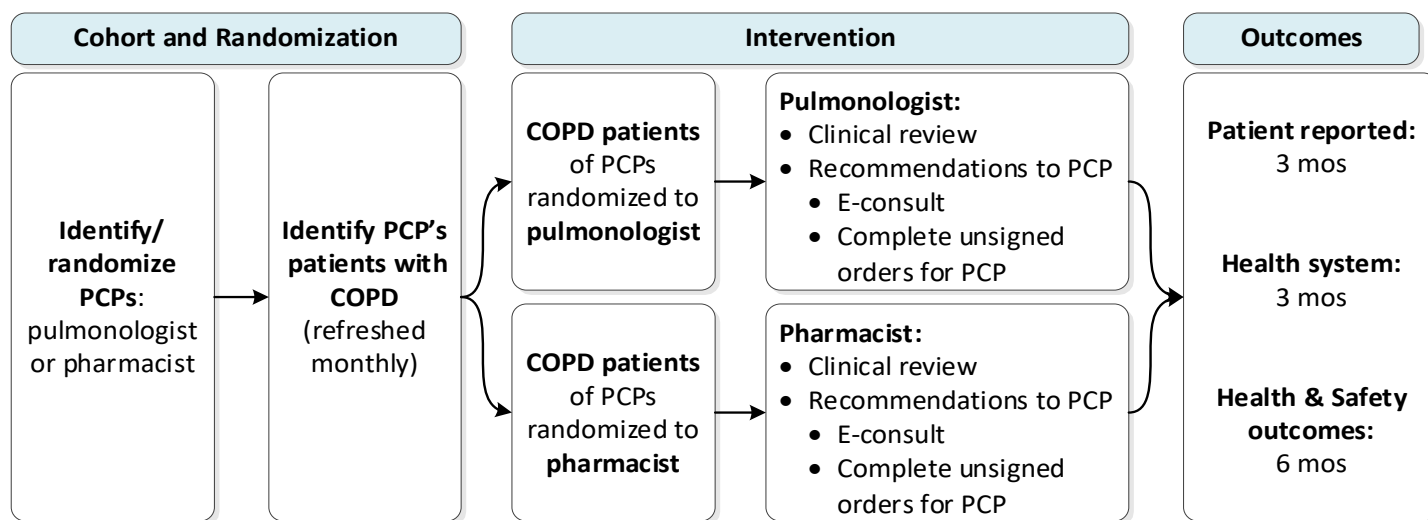 Cohort and Randomization
Identify/
randomize
PCPs:
pulmonologist
or pharmacist
Identify PCP’s
patients with
COPD
(refreshed
monthly)
Intervention
COPD patients
of PCPs
randomized to
pulmonologist
Pulmonologist:
• Clinical review
• Recommendations to PCP
• E-consult
• Complete unsigned
orders for PCP
COPD patients
of PCPs
randomized to
pharmacist
Pharmacist:
• Clinical review
• Recommendations to PCP
• E-consult
• Complete unsigned
orders for PCP
Outcomes
Patient reported:
3 mos
Health system:
3 mos
Health & Safety
outcomes:
6 mos